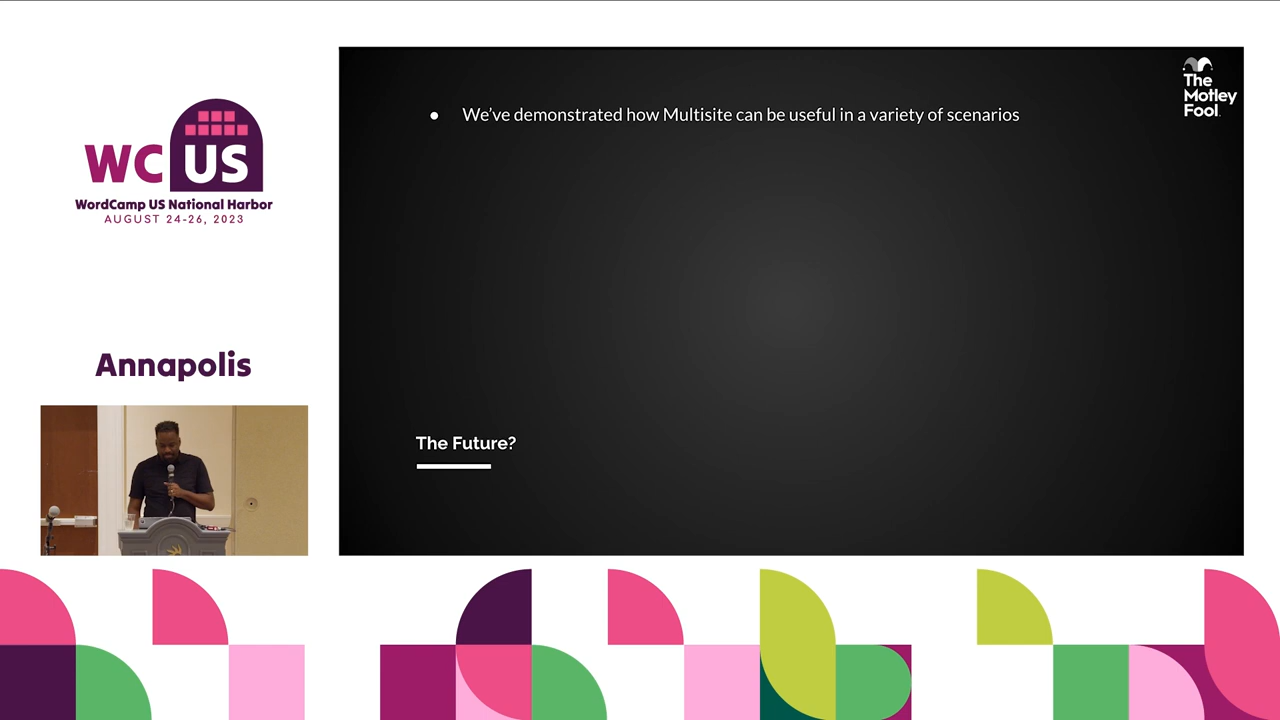 WC US
WordCamp US National Harbor
AUGUST 24-26, 2023
Annapolis
● We've demonstrated how Multisite can be useful in a variety of scenarios
The Future?
The
Motley
Fool.